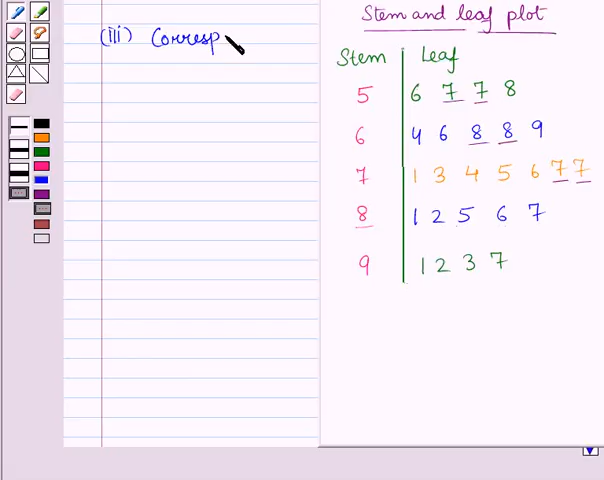 (iii) Corresp
Stem and leaf plot
Stem Leaf
5 6 7 7 8
6 4 6 8 8 9
7 1 3 4 5 6 7 7
8 1 2 5 6 7
9 1 2 3 7